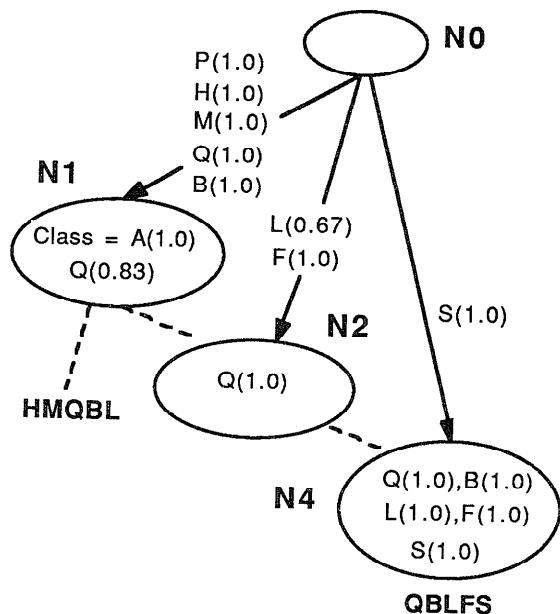 N0
P(1.0)
H(1.0)
M(1.0)
Q(1.0)
B(1.0)
N1
Class = A(1.0)
Q(0.83)
L(0.67)
F(1.0)
S(1.0)
N2
Q(1.0)
HMQBL
N4
Q(1.0),B(1.0)
L(1.0),F(1.0)
S(1.0)
QBLFS